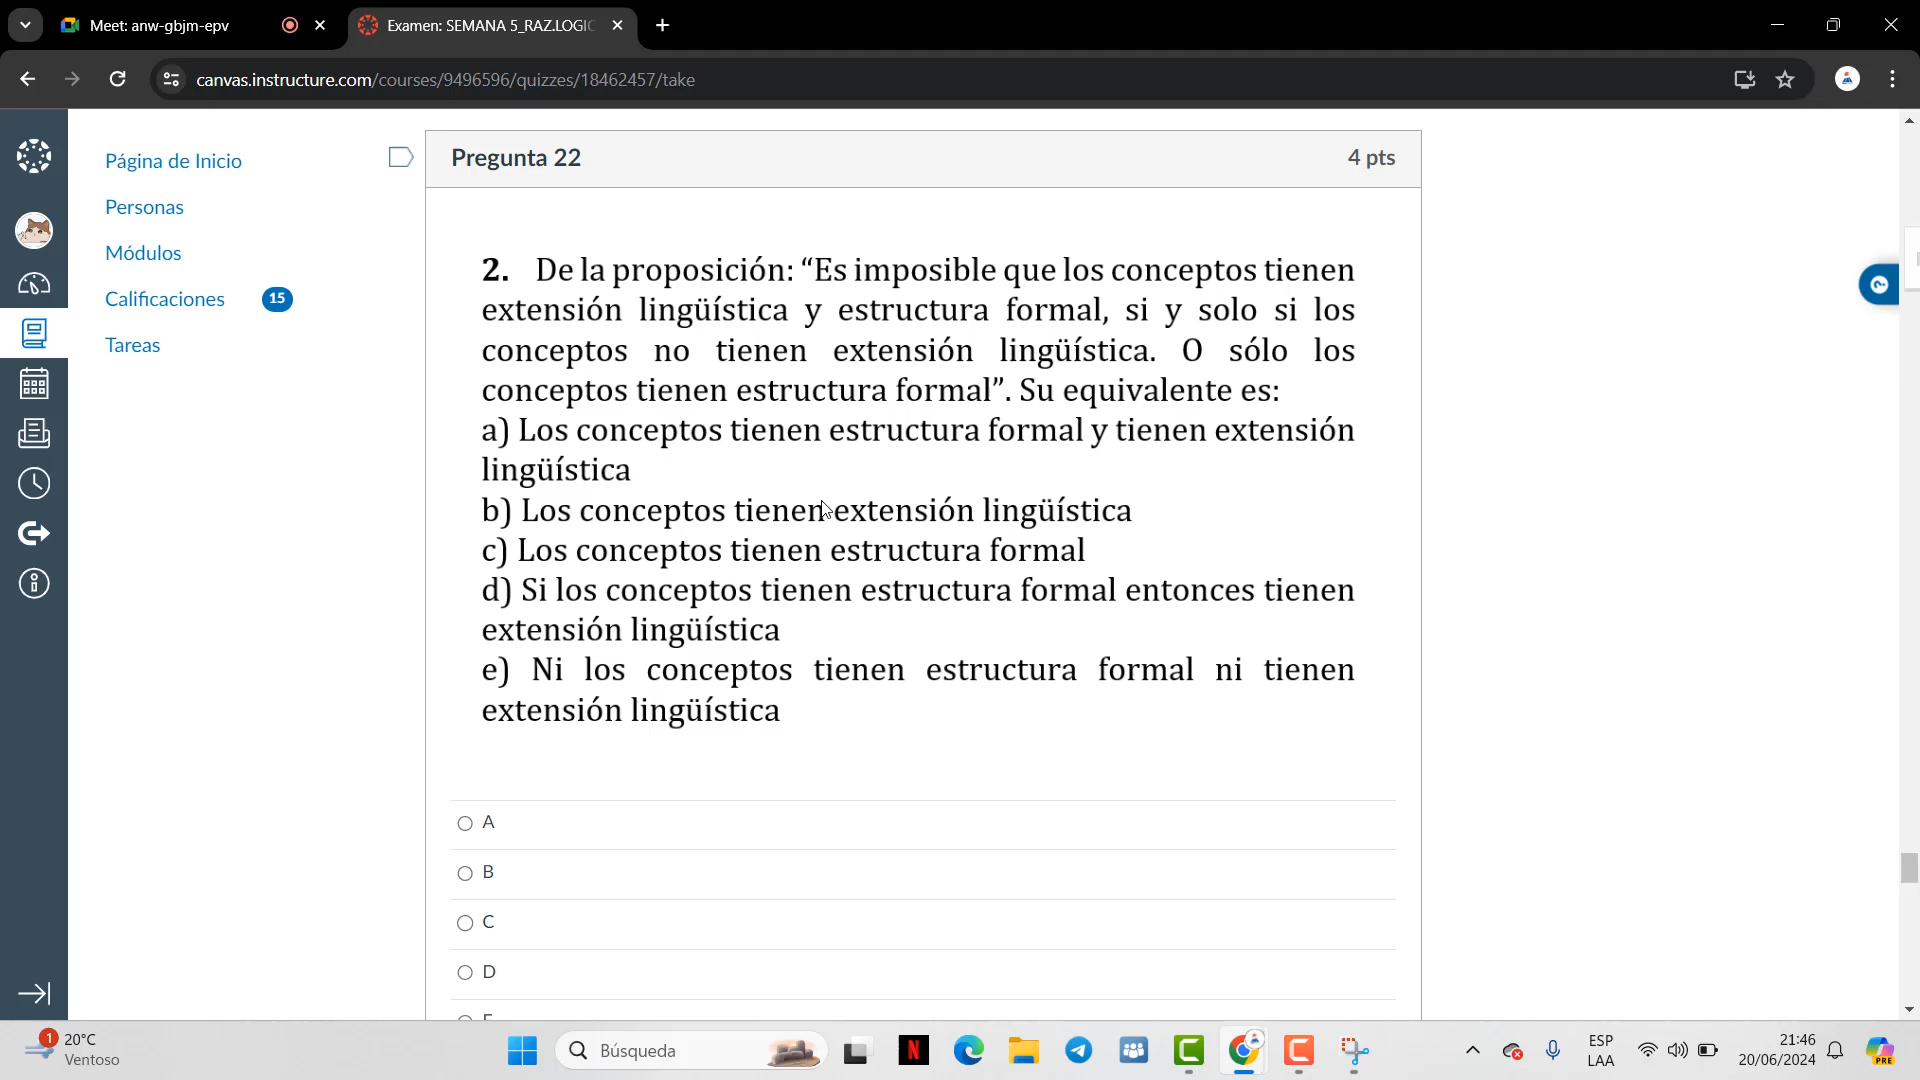 Meet: anw-gbjm-epv
Examen: SEMANA 5_RAZ.LOGIC
canvas.instructure.com/courses/9496596/quizzes/18462457/take
Página de Inicio
Personas
Módulos
Calificaciones 15
Tareas
Pregunta 22 4 pts
2. De la proposición: “Es imposible que los conceptos tienen
extensión lingüística y estructura formal, si y solo si los
conceptos no tienen extensión lingüística. O sólo los
conceptos tienen estructura formal”. Su equivalente es:
a) Los conceptos tienen estructura formal y tienen extensión
lingüística
b) Los conceptos tienen extensión lingüística
c) Los conceptos tienen estructura formal
d) Si los conceptos tienen estructura formal entonces tienen
extensión lingüística
e) Ni los conceptos tienen estructura formal ni tienen
extensión lingüística
A
B
C
D
1
20°C
Ventoso
Búsqueda
N
ESP
LAA
21:46
20/06/2024
PRE